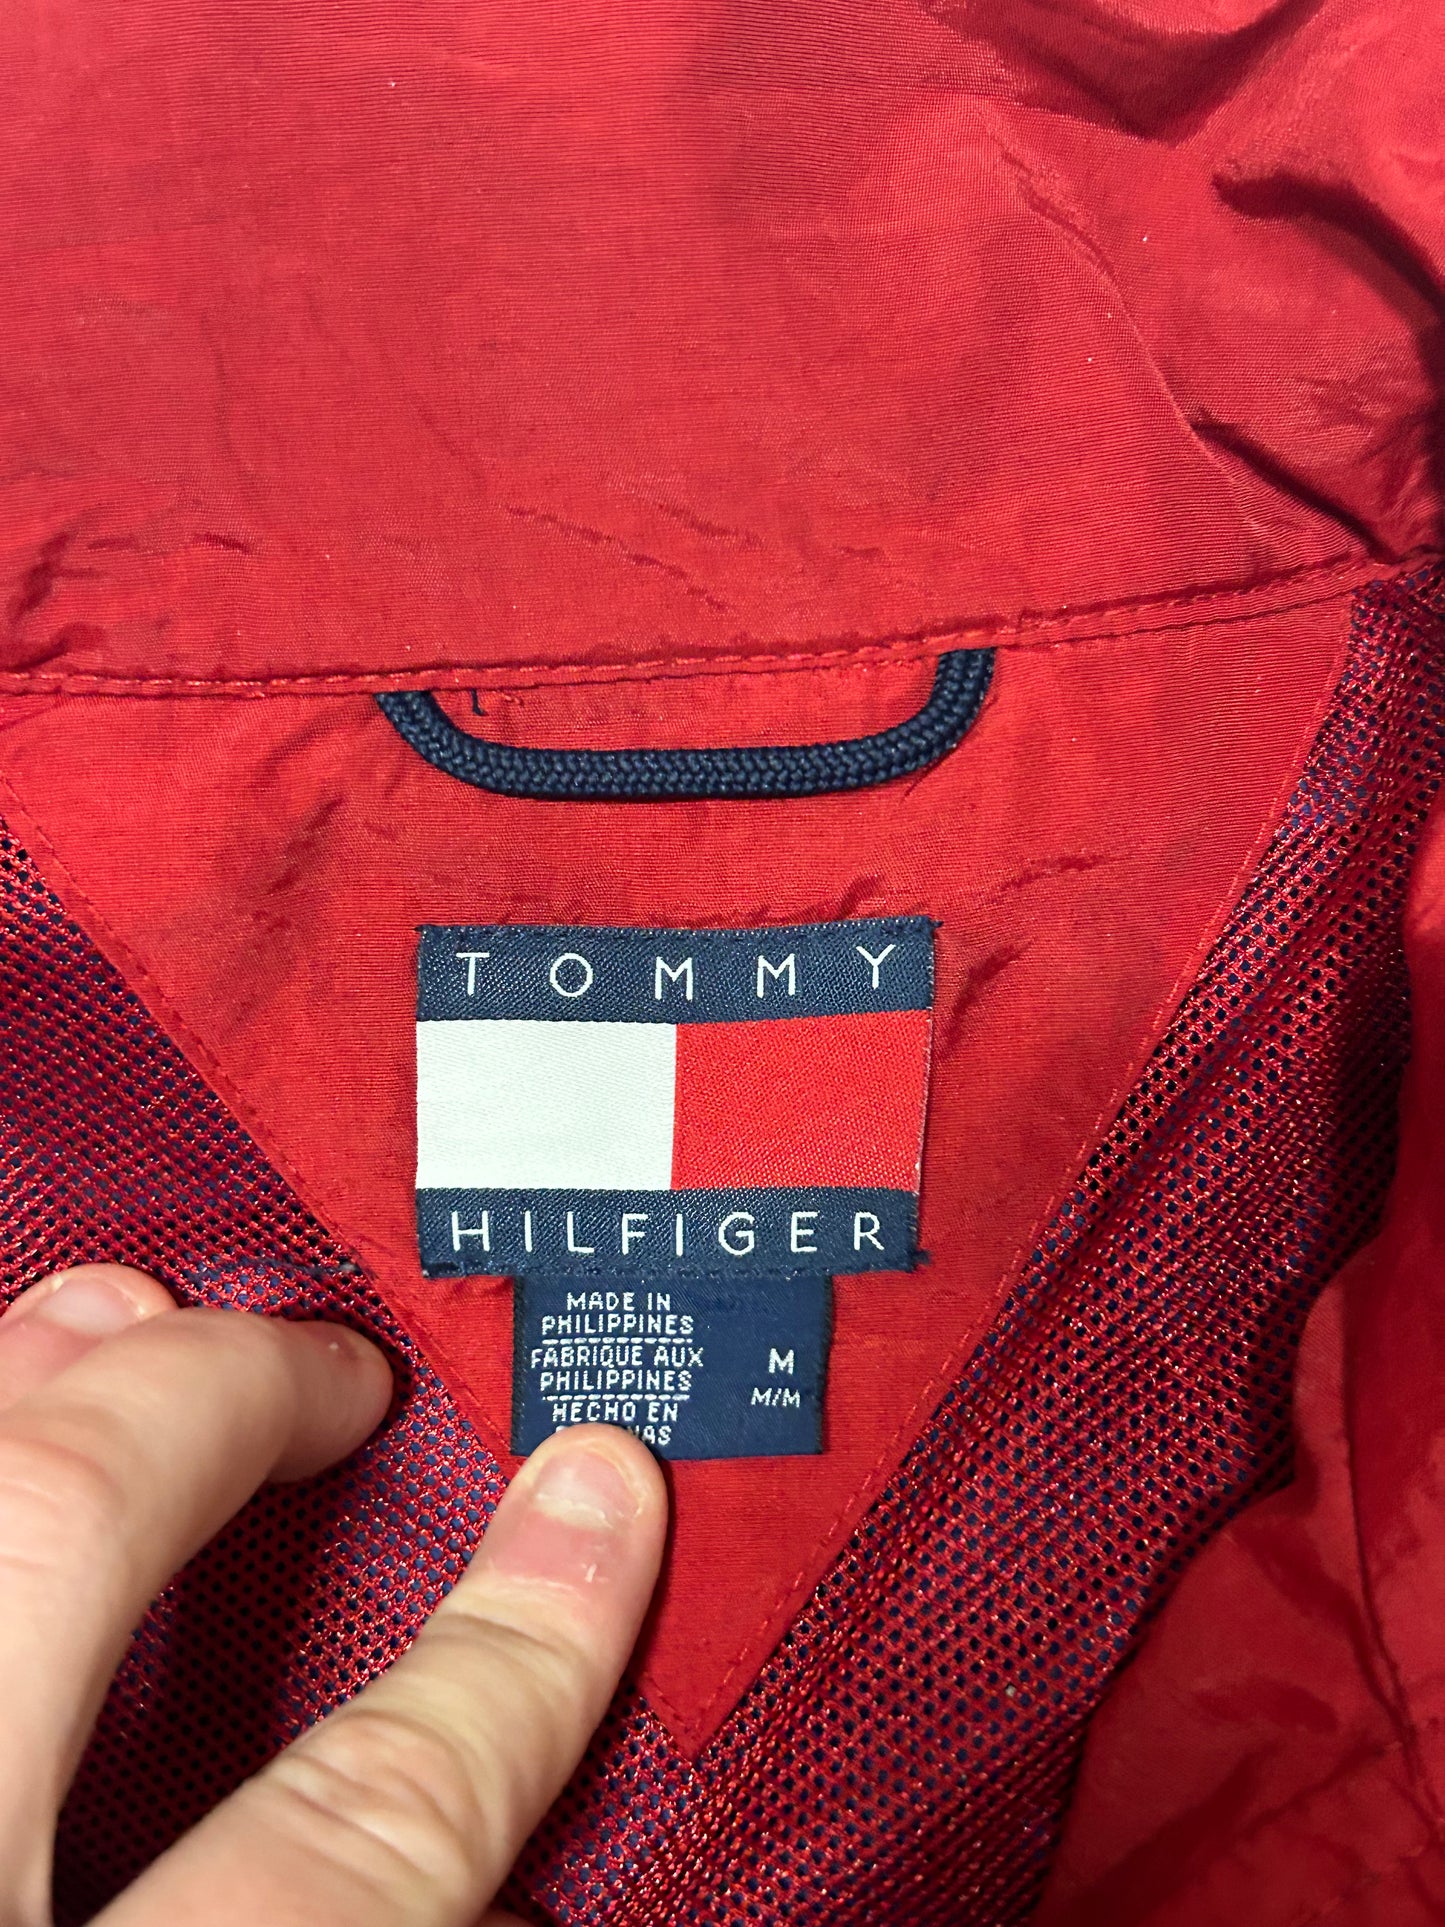 TOMMY
HILFIGER
MADE IN
PHILIPPINES
FABRIQUE AUX
PHILIPPINES
HECHO EN
M
M/M